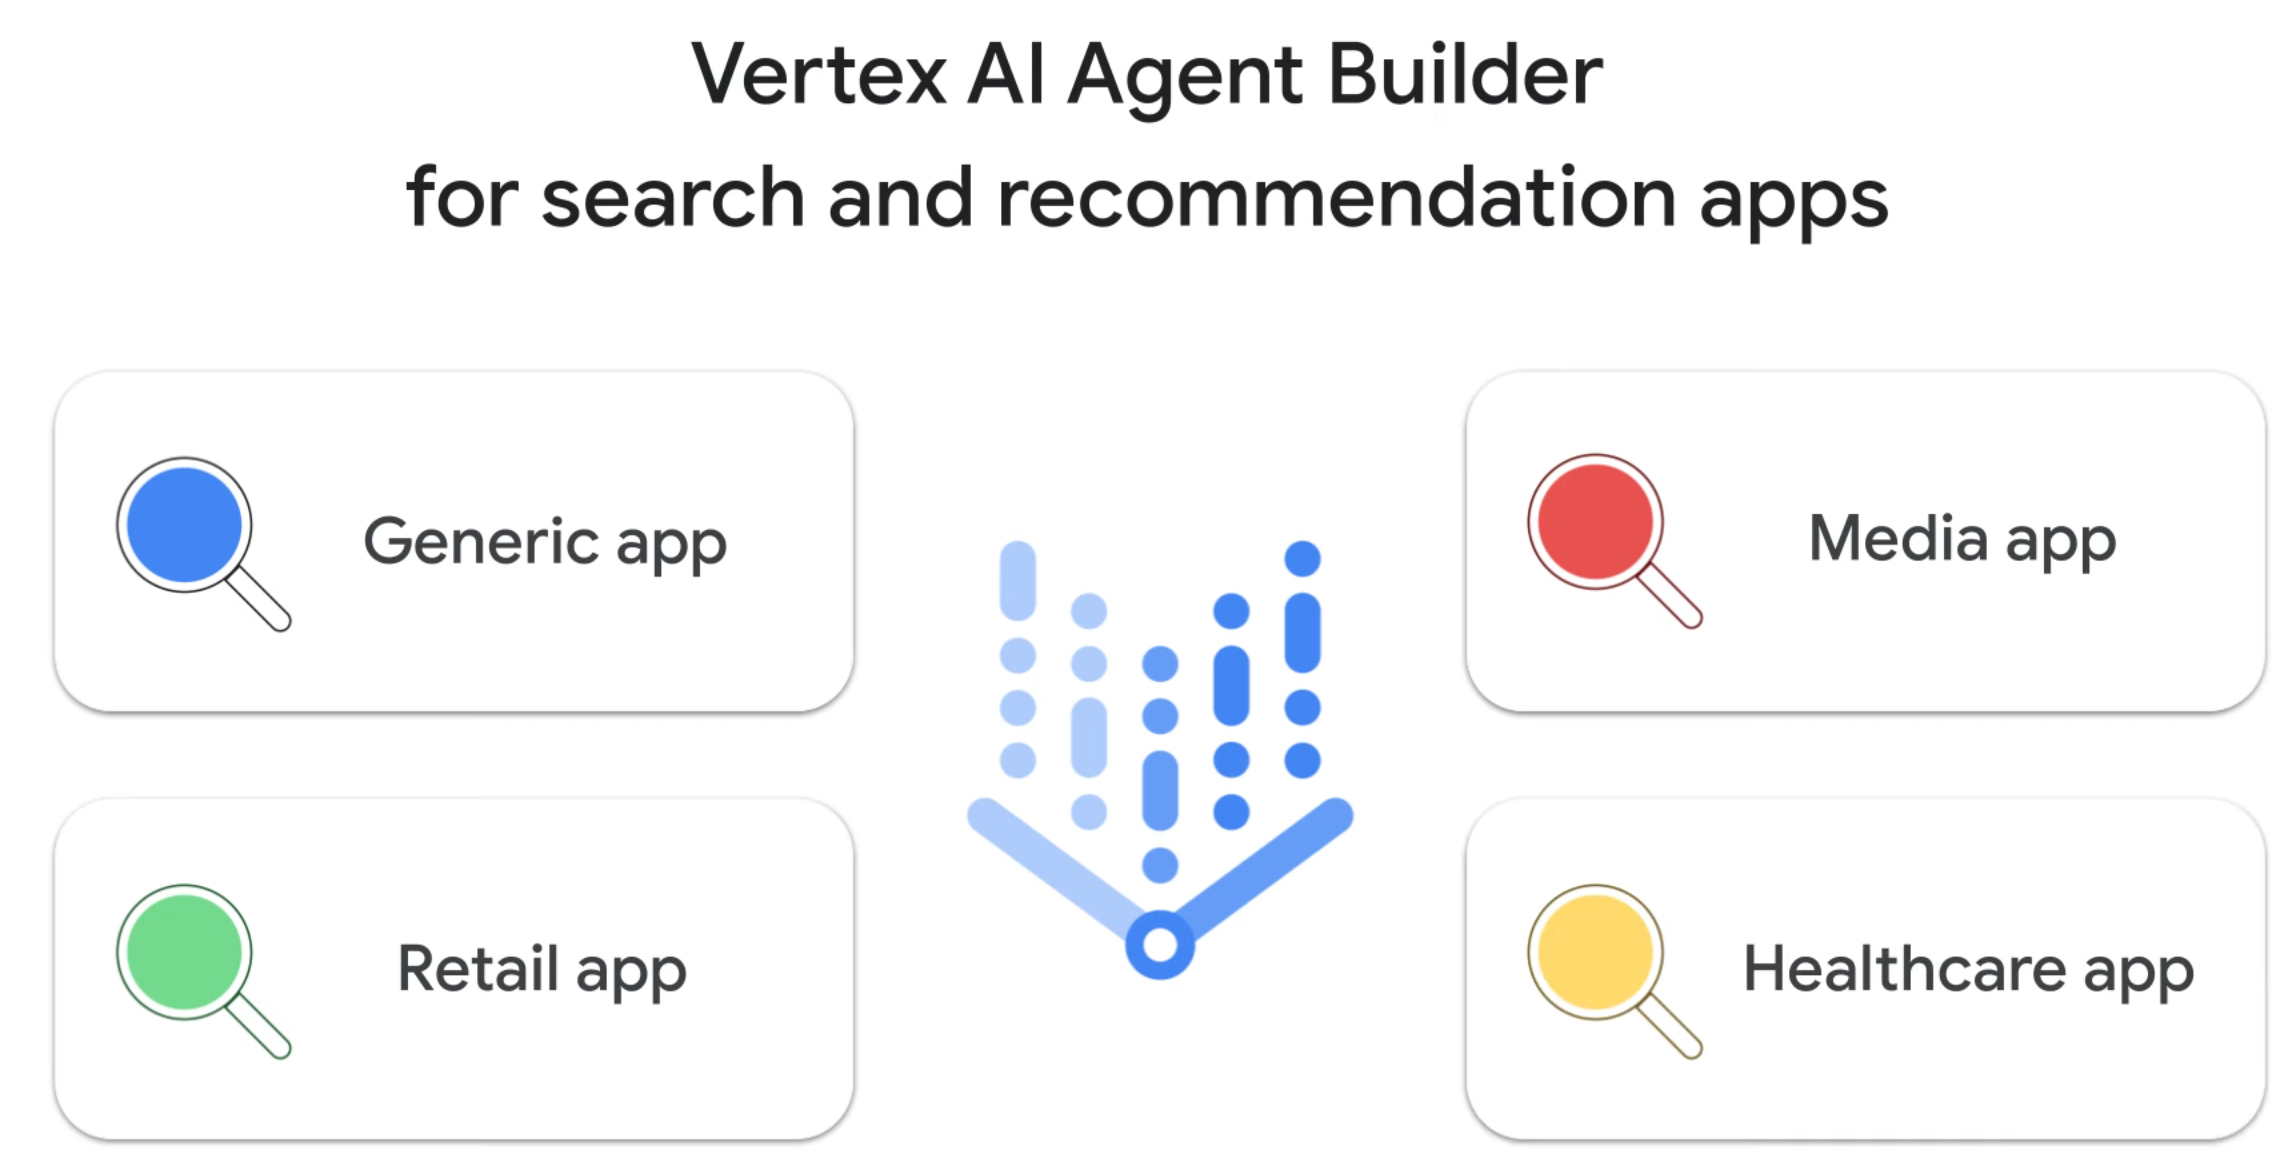 Vertex AI Agent Builder
for search and recommendation apps
Generic app
Media app
Retail app
Healthcare app